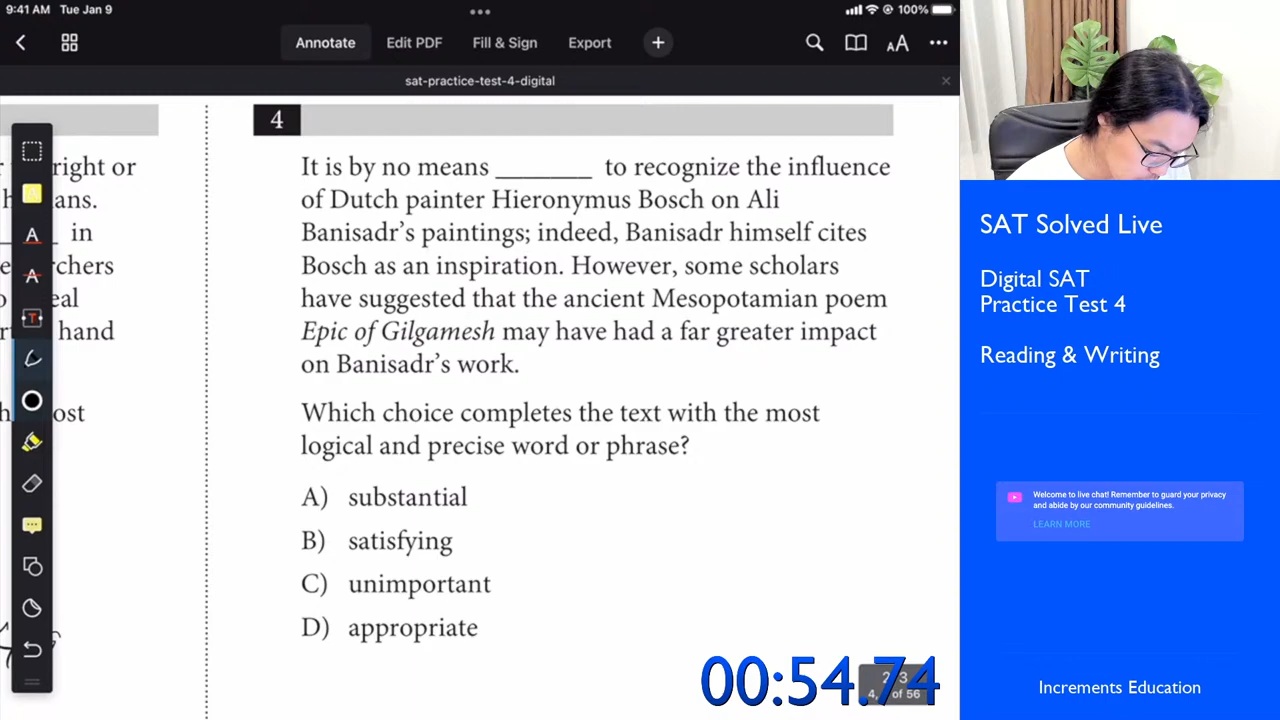 9:41 AM Tue Jan 9
100%
Annotate
Edit PDF
Fill & Sign
Export
sat-practice-test-4-digital
4
right or
ans.
in
rchers
eal
hand
ost
It is by no means ________ to recognize the influence
of Dutch painter Hieronymus Bosch on Ali
Banisadr’s paintings; indeed, Banisadr himself cites
Bosch as an inspiration. However, some scholars
have suggested that the ancient Mesopotamian poem
Epic of Gilgamesh may have had a far greater impact
on Banisadr’s work.
Which choice completes the text with the most
logical and precise word or phrase?
A) substantial
B) satisfying
C) unimportant
D) appropriate
00:54.74
of 56
SAT Solved Live
Digital SAT
Practice Test 4
Reading & Writing
Welcome to live chat! Remember to guard your privacy
and abide by our community guidelines.
LEARN MORE
Increments Education